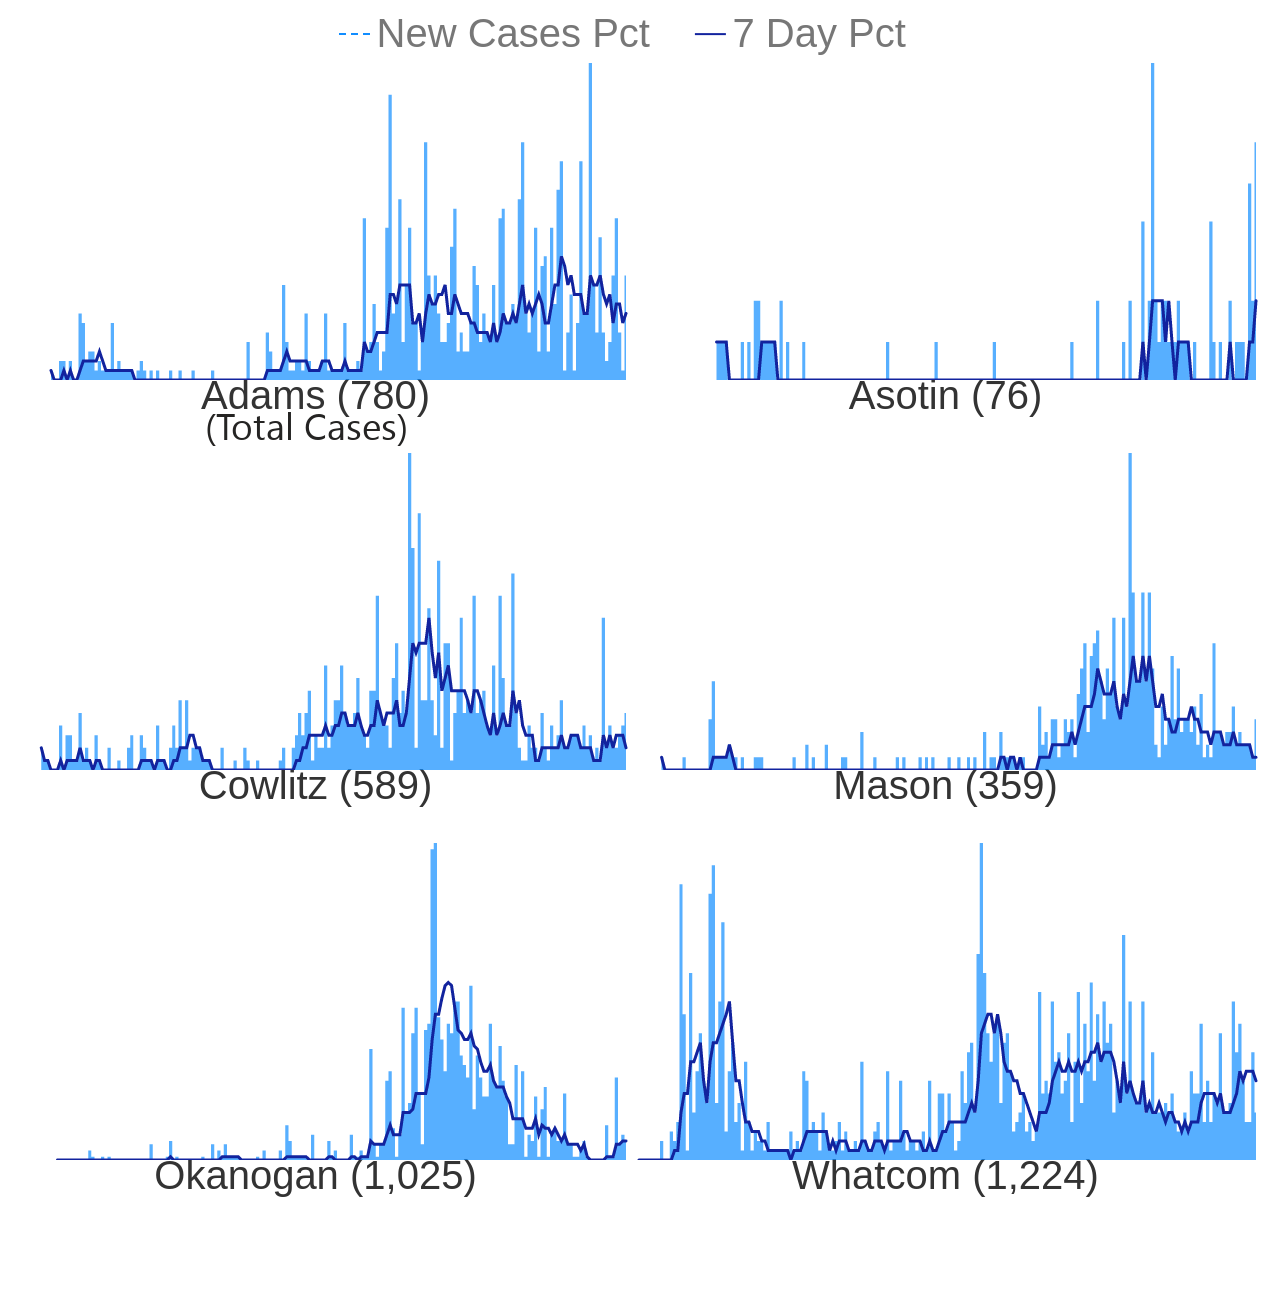 New Cases Pct 7 Day Pct
Adams (780) Asotin (76)
(Total Cases)
Cowlitz (589) Mason (359)
Okanogan (1,025) Whatcom (1,224)